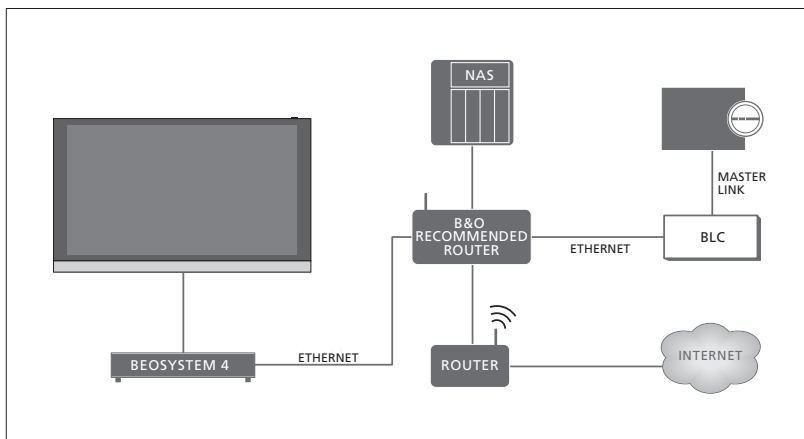 NAS
MASTER
LINK
B&O
RECOMMENDED
ROUTER
ETHERNET
BLC
BEOSYSTEM 4
ETHERNET
ROUTER
INTERNET